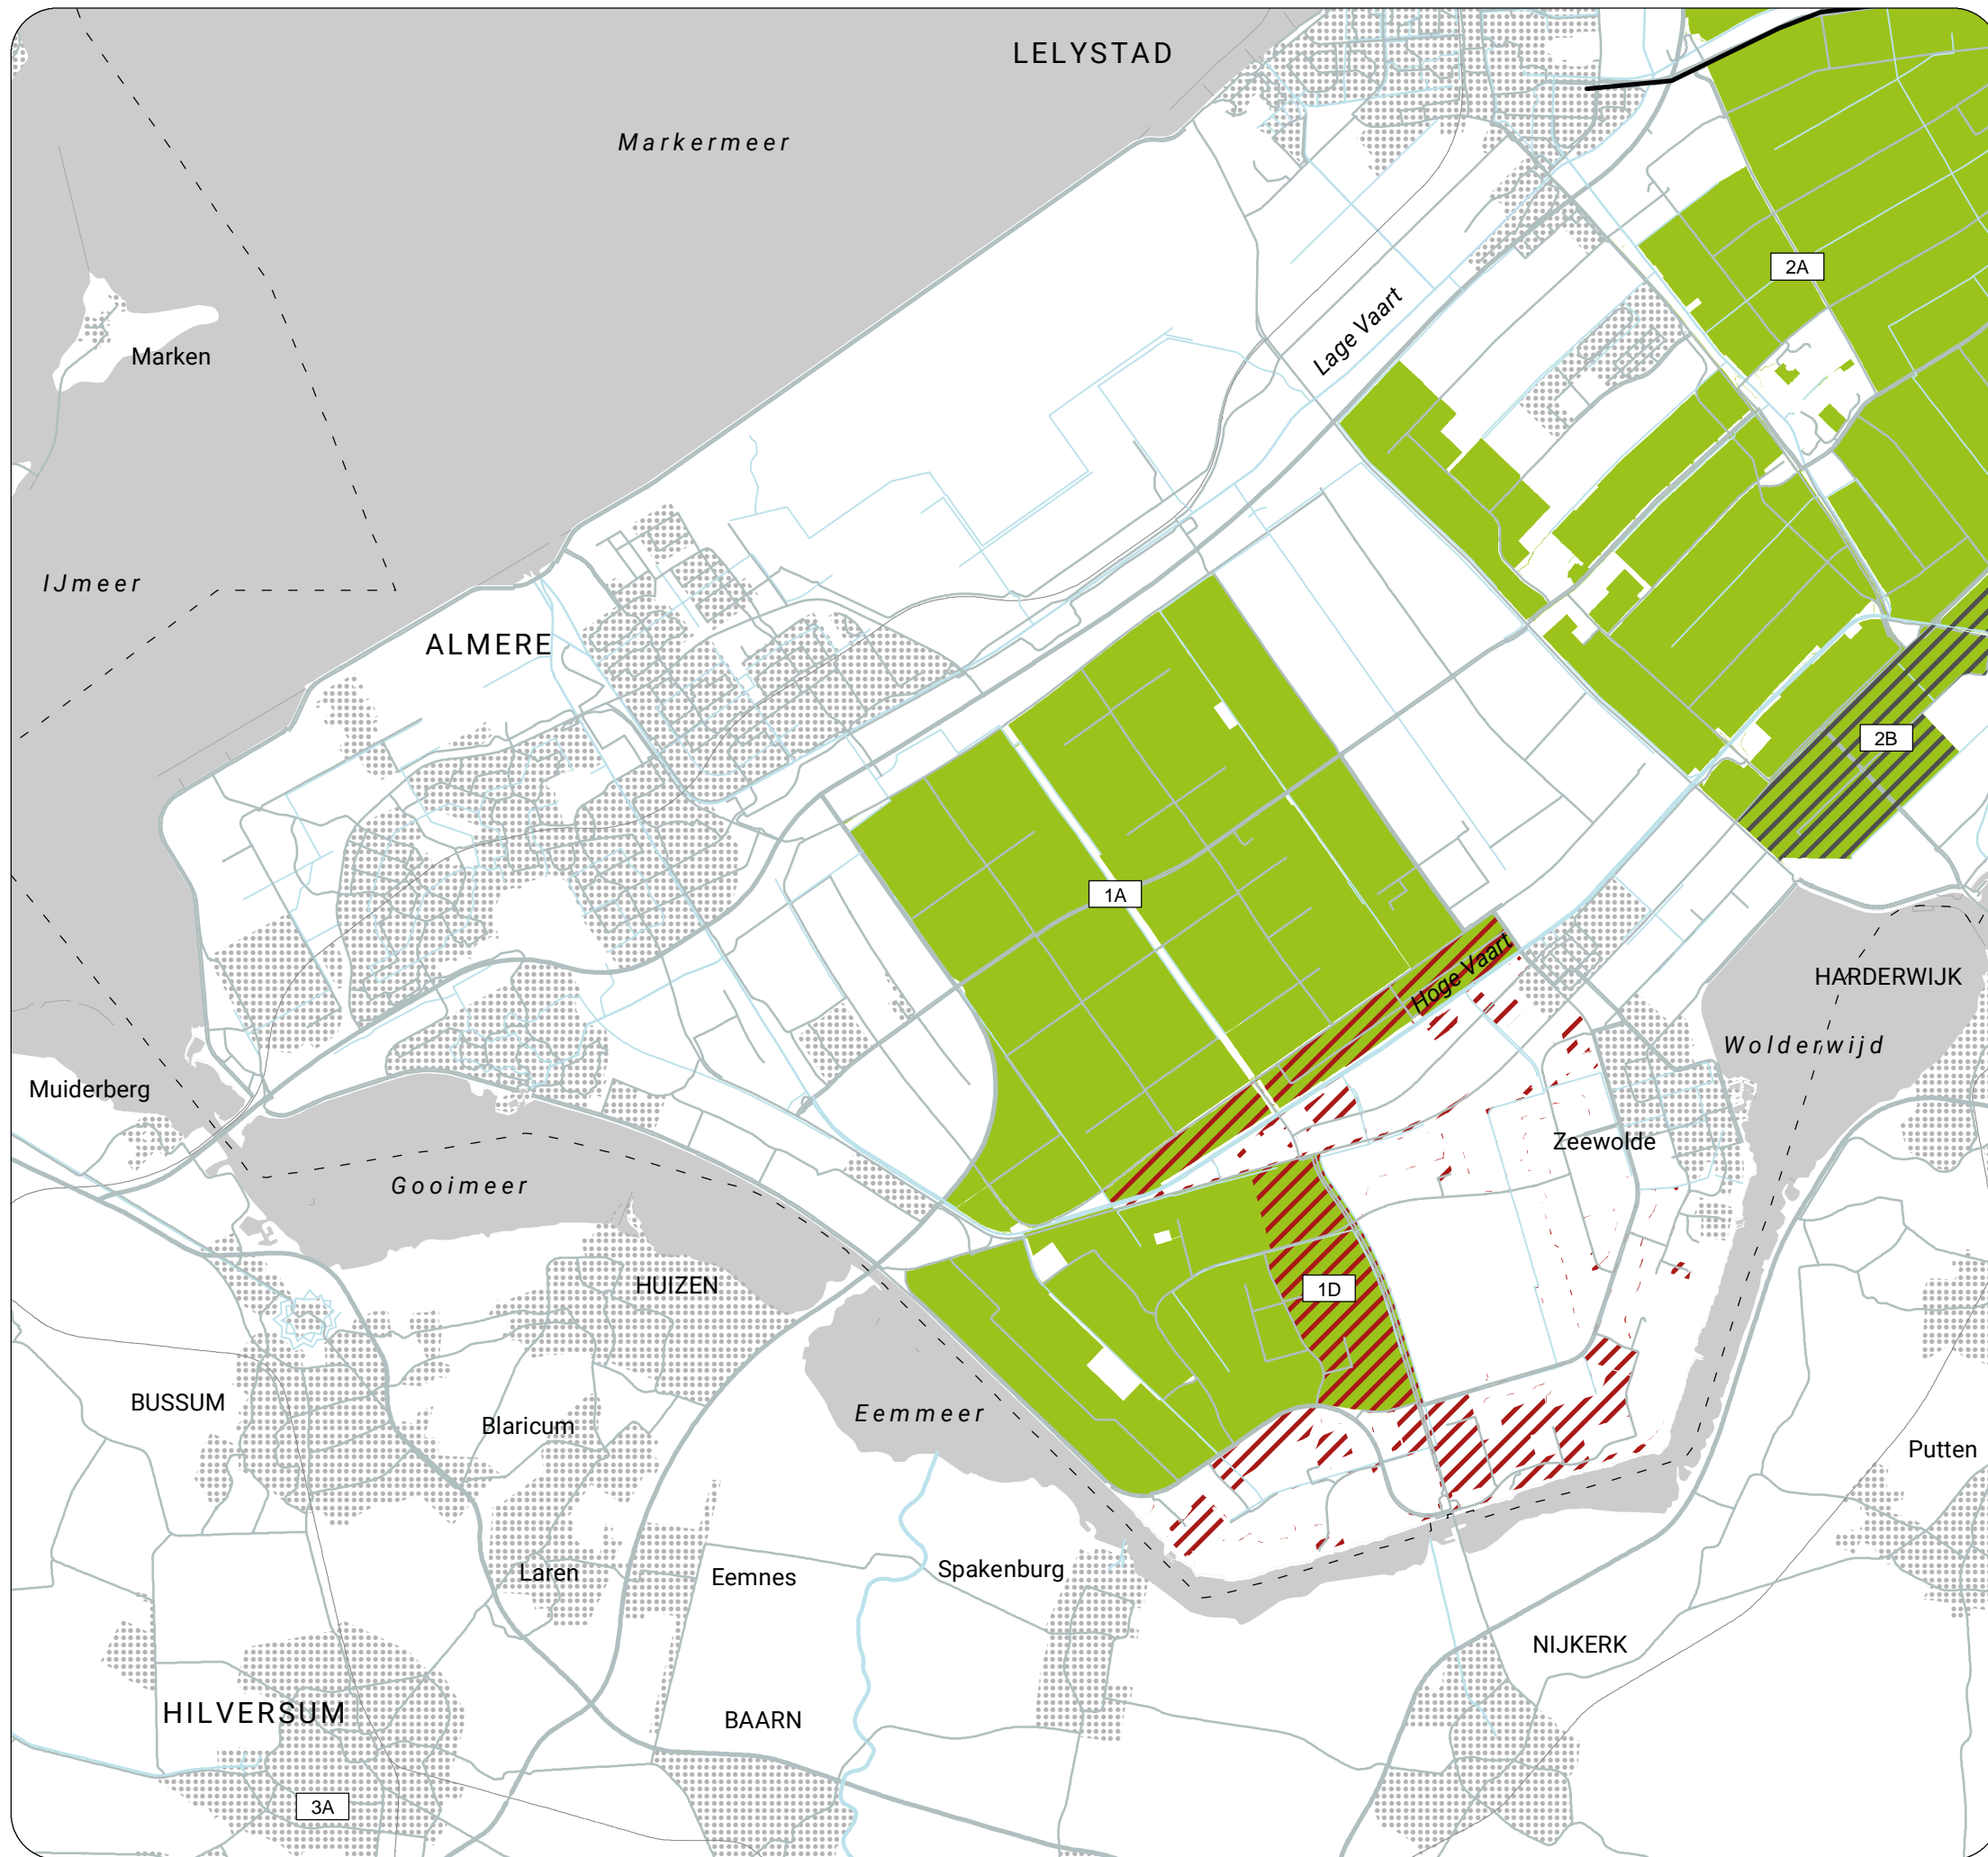 LELYSTAD
Markermeer
2A
Lage Vaart
Marken
IJmeer
ALMERE
2B
1A
Hoge Vaart
HARDERWIJK
Wolderwijd
Muiderberg
Zeewolde
Gooimeer
HUIZEN
1D
BUSSUM
Blaricum
Eemmeer
Putten
Laren
Eemnes
Spakenburg
NIJKERK
HILVERSUM
BAARN
3A